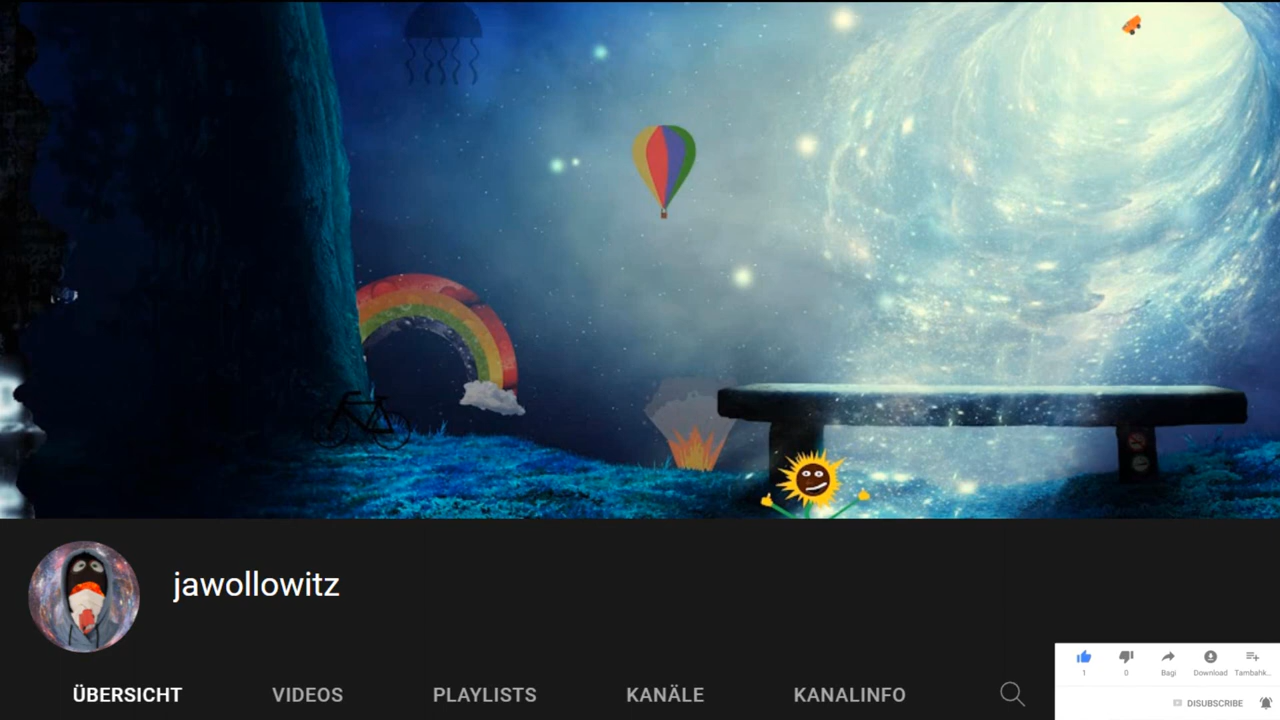 jawollowitz
ÜBERSICHT VIDEOS PLAYLISTS KANÄLE KANALINFO
1 0 Bagi Download Tambahk...
DISUBSCRIBE